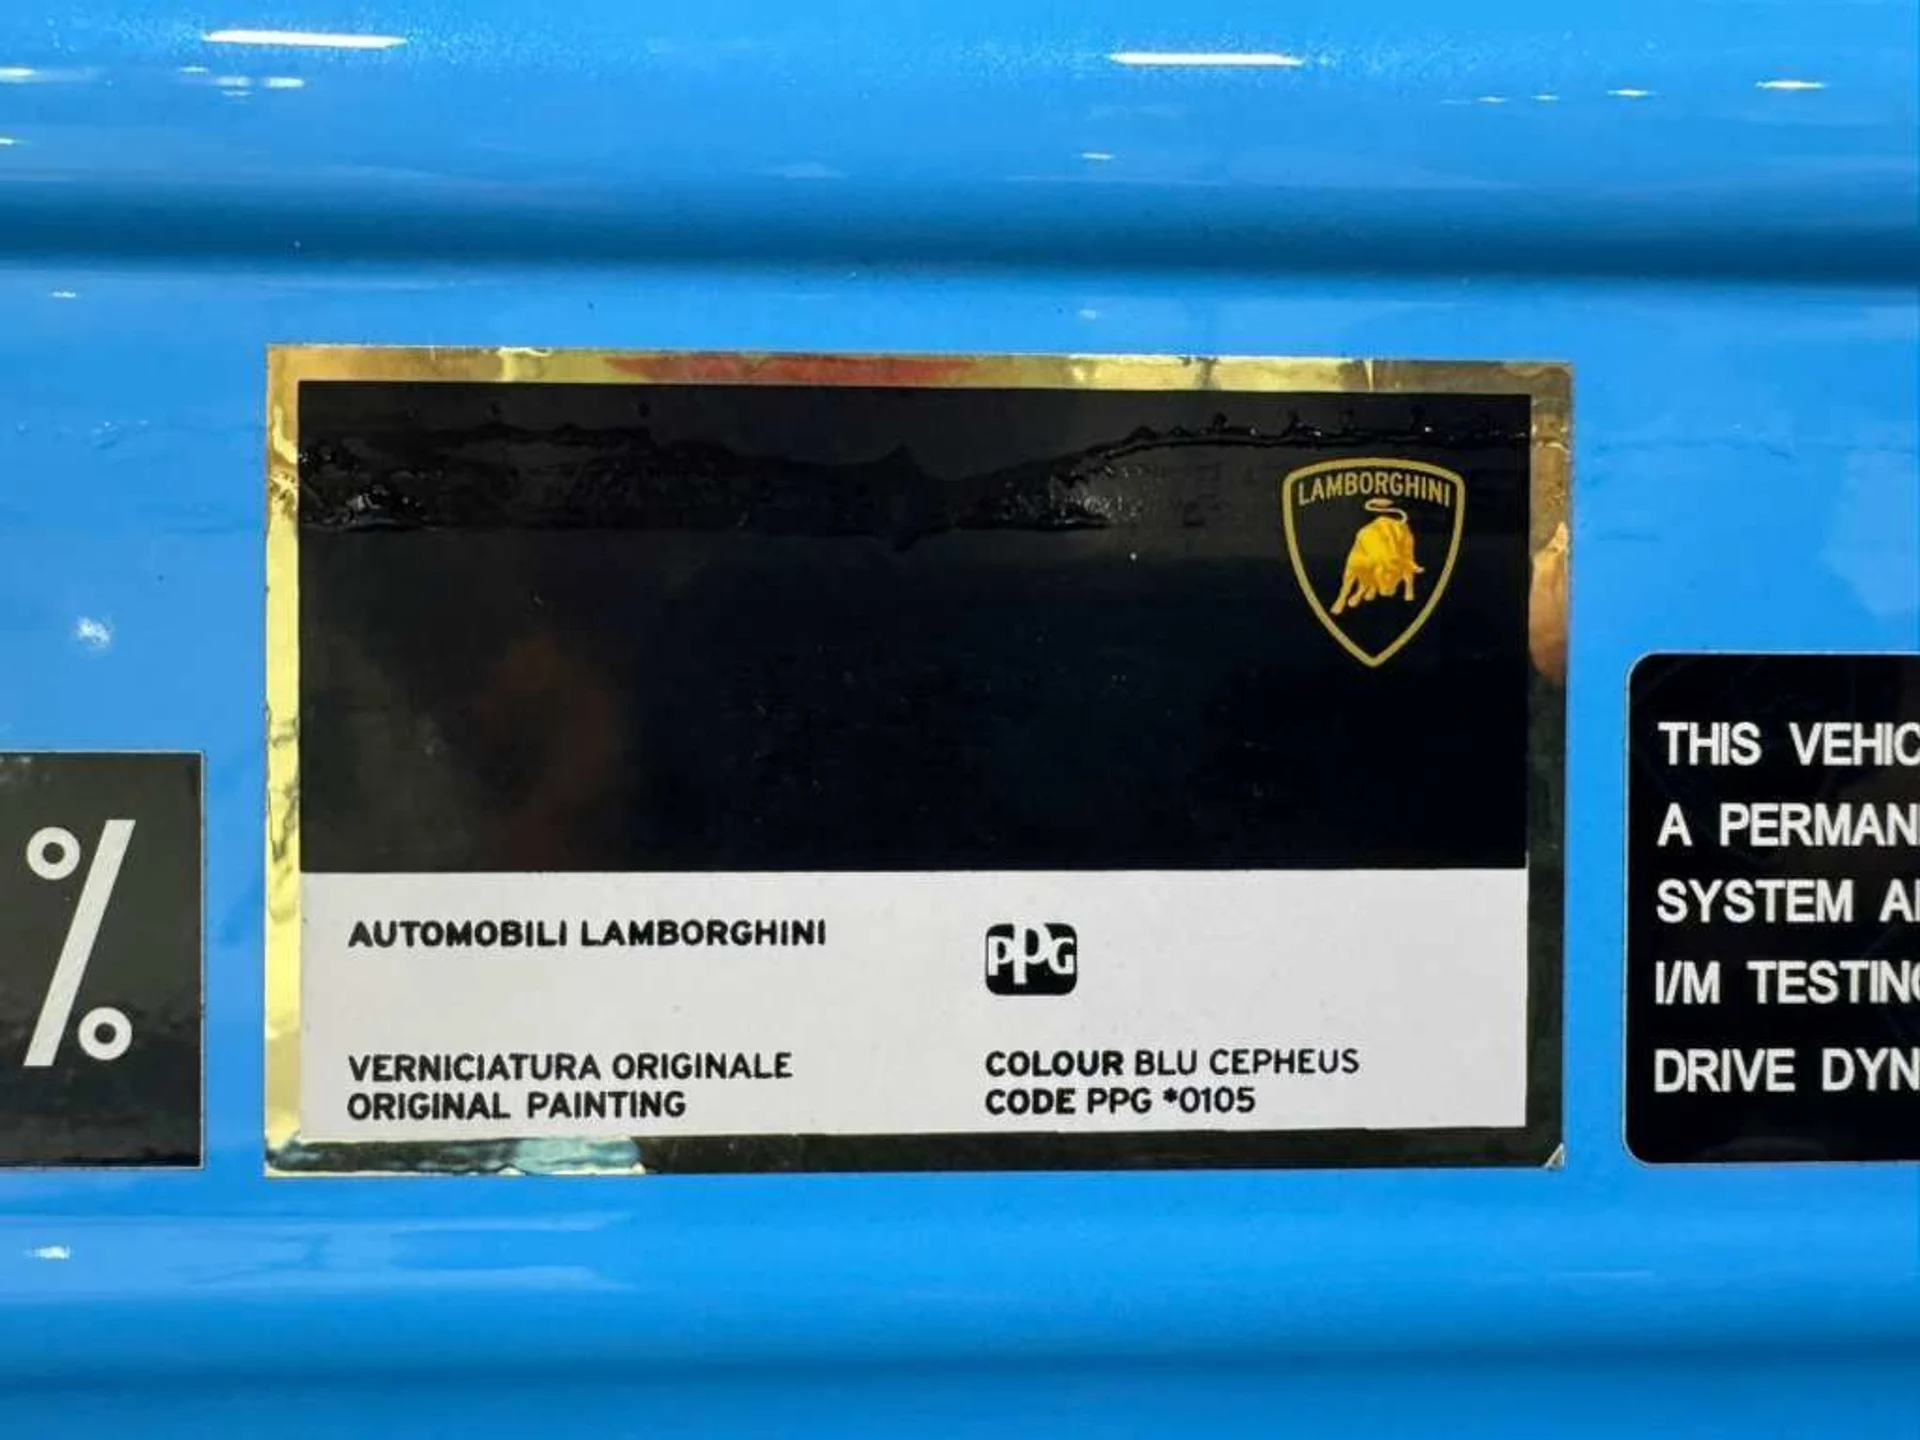 LAMBORGHINI
AUTOMOBILI LAMBORGHINI
PPG
VERNICIATURA ORIGINALE
ORIGINAL PAINTING
COLOUR BLU CEPHEUS
CODE PPG *0105
%
THIS VEHIC
A PERMAN
SYSTEM
I/M TESTING
DRIVE DYN